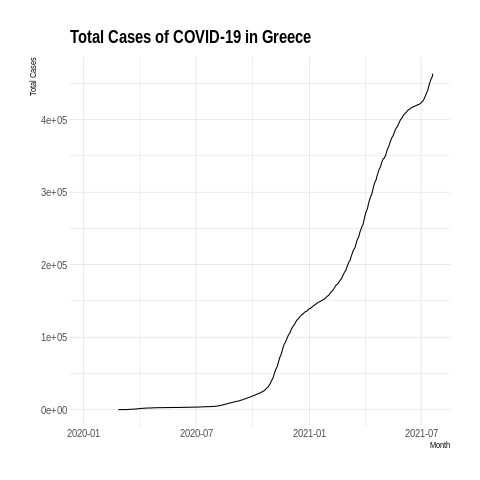 Total Cases of COVID-19 in Greece
Total Cases
4e+05
3e+05
2e+05
1e+05
0e+00
2020-01 2020-07 2021-01 2021-07
Month